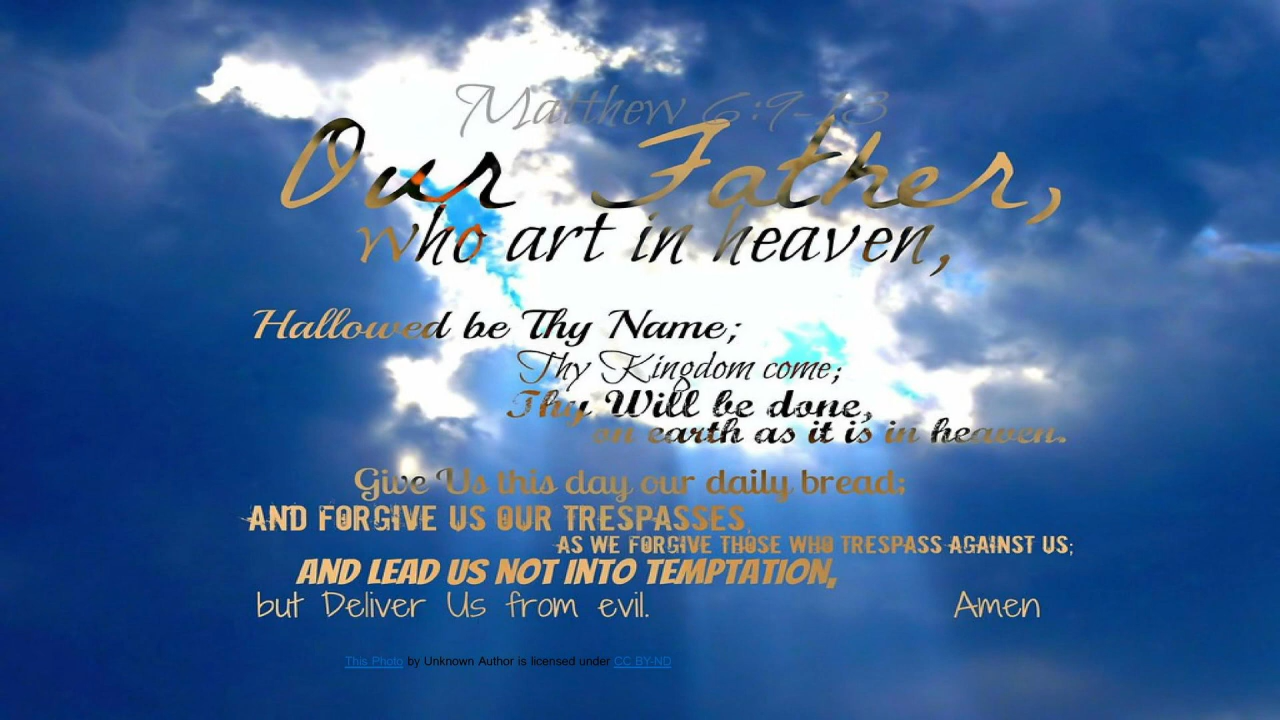 Matthew 6:9-13
Our Father,
who art in heaven,
Hallowed be Thy Name;
Thy Kingdom come;
Thy Will be done,
on earth as it is in heaven.
Give Us this day our daily bread;
AND FORGIVE US OUR TRESPASSES,
AS WE FORGIVE THOSE WHO TRESPASS AGAINST US;
AND LEAD US NOT INTO TEMPTATION,
but Deliver Us from evil. Amen
This Photo by Unknown Author is licensed under CC BY-ND